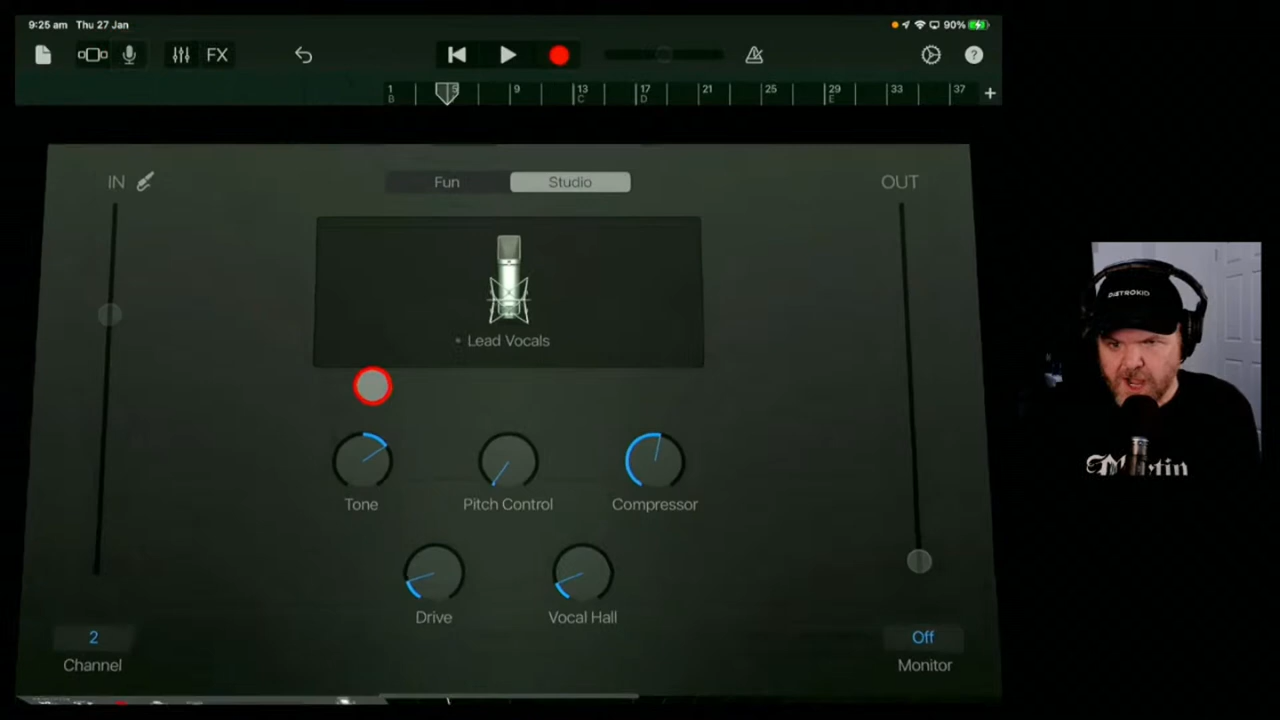 9:25 am Thu 27 Jan
90%
FX
1 5 9 13 17 21 25 29 33 37 +
B C D E
IN Fun Studio OUT
Lead Vocals
Tone Pitch Control Compressor
Drive Vocal Hall
2 Off
Channel Monitor
DISTROKID
Martin